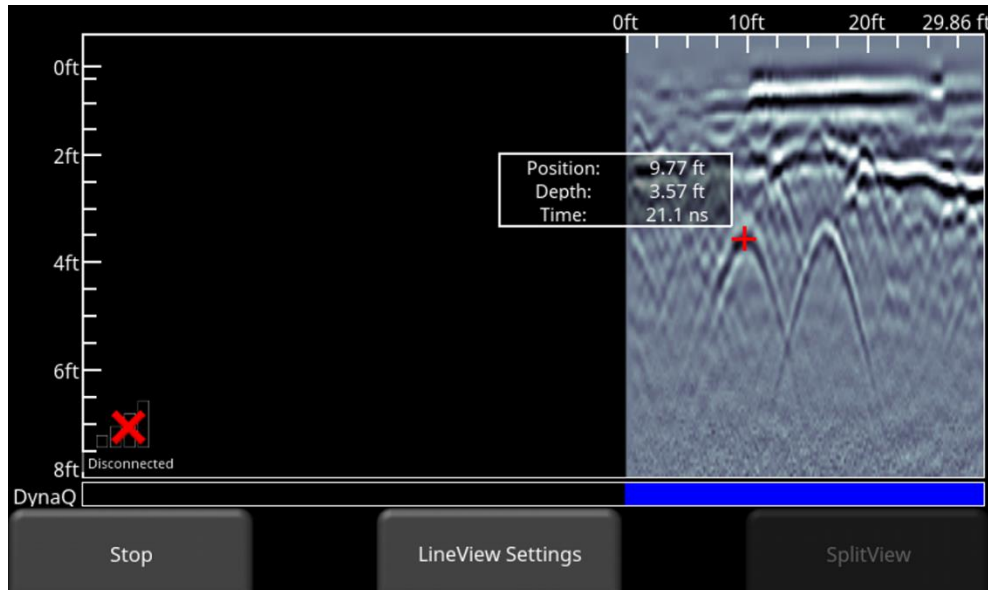 0ft 10ft 20ft 29.86 ft
0ft
2ft
Position: 9.77 ft
Depth: 3.57 ft
Time: 21.1 ns
4ft
6ft
Disconnected
8ft
DynaQ
Stop LineView Settings SplitView